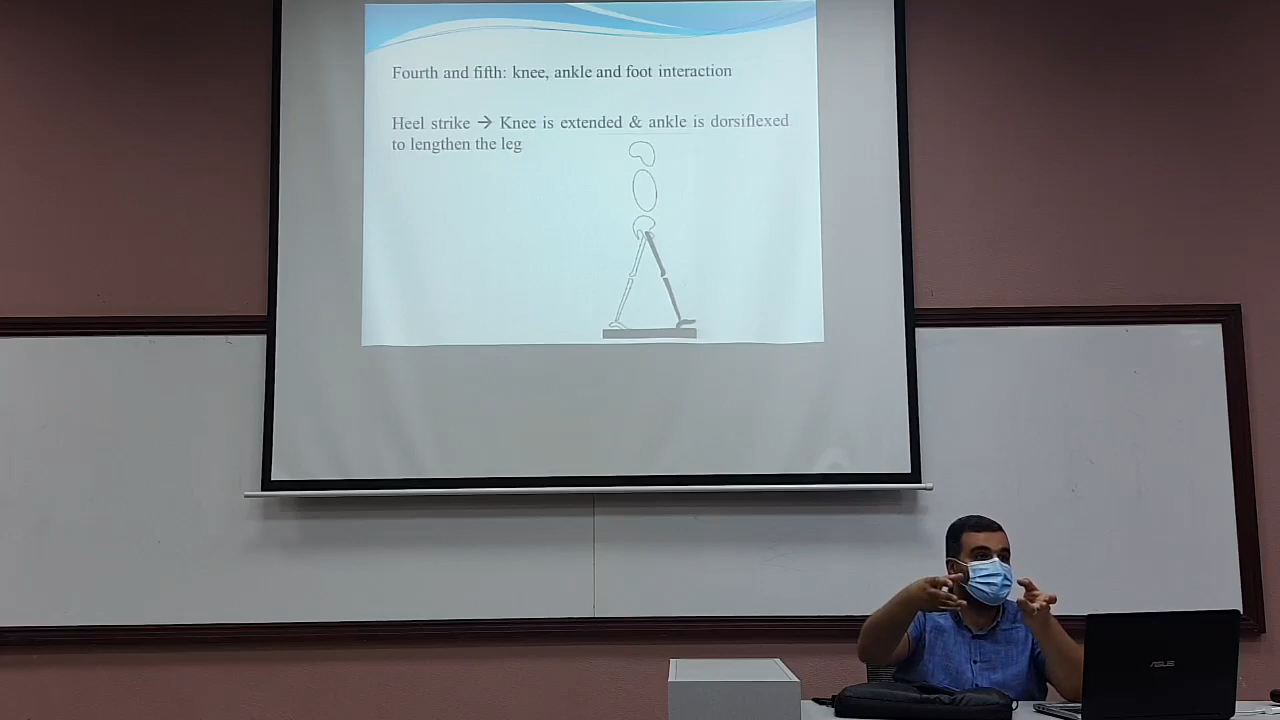 Fourth and fifth: knee, ankle and foot interaction
Heel strike → Knee is extended & ankle is dorsiflexed
to lengthen the leg
ASUS